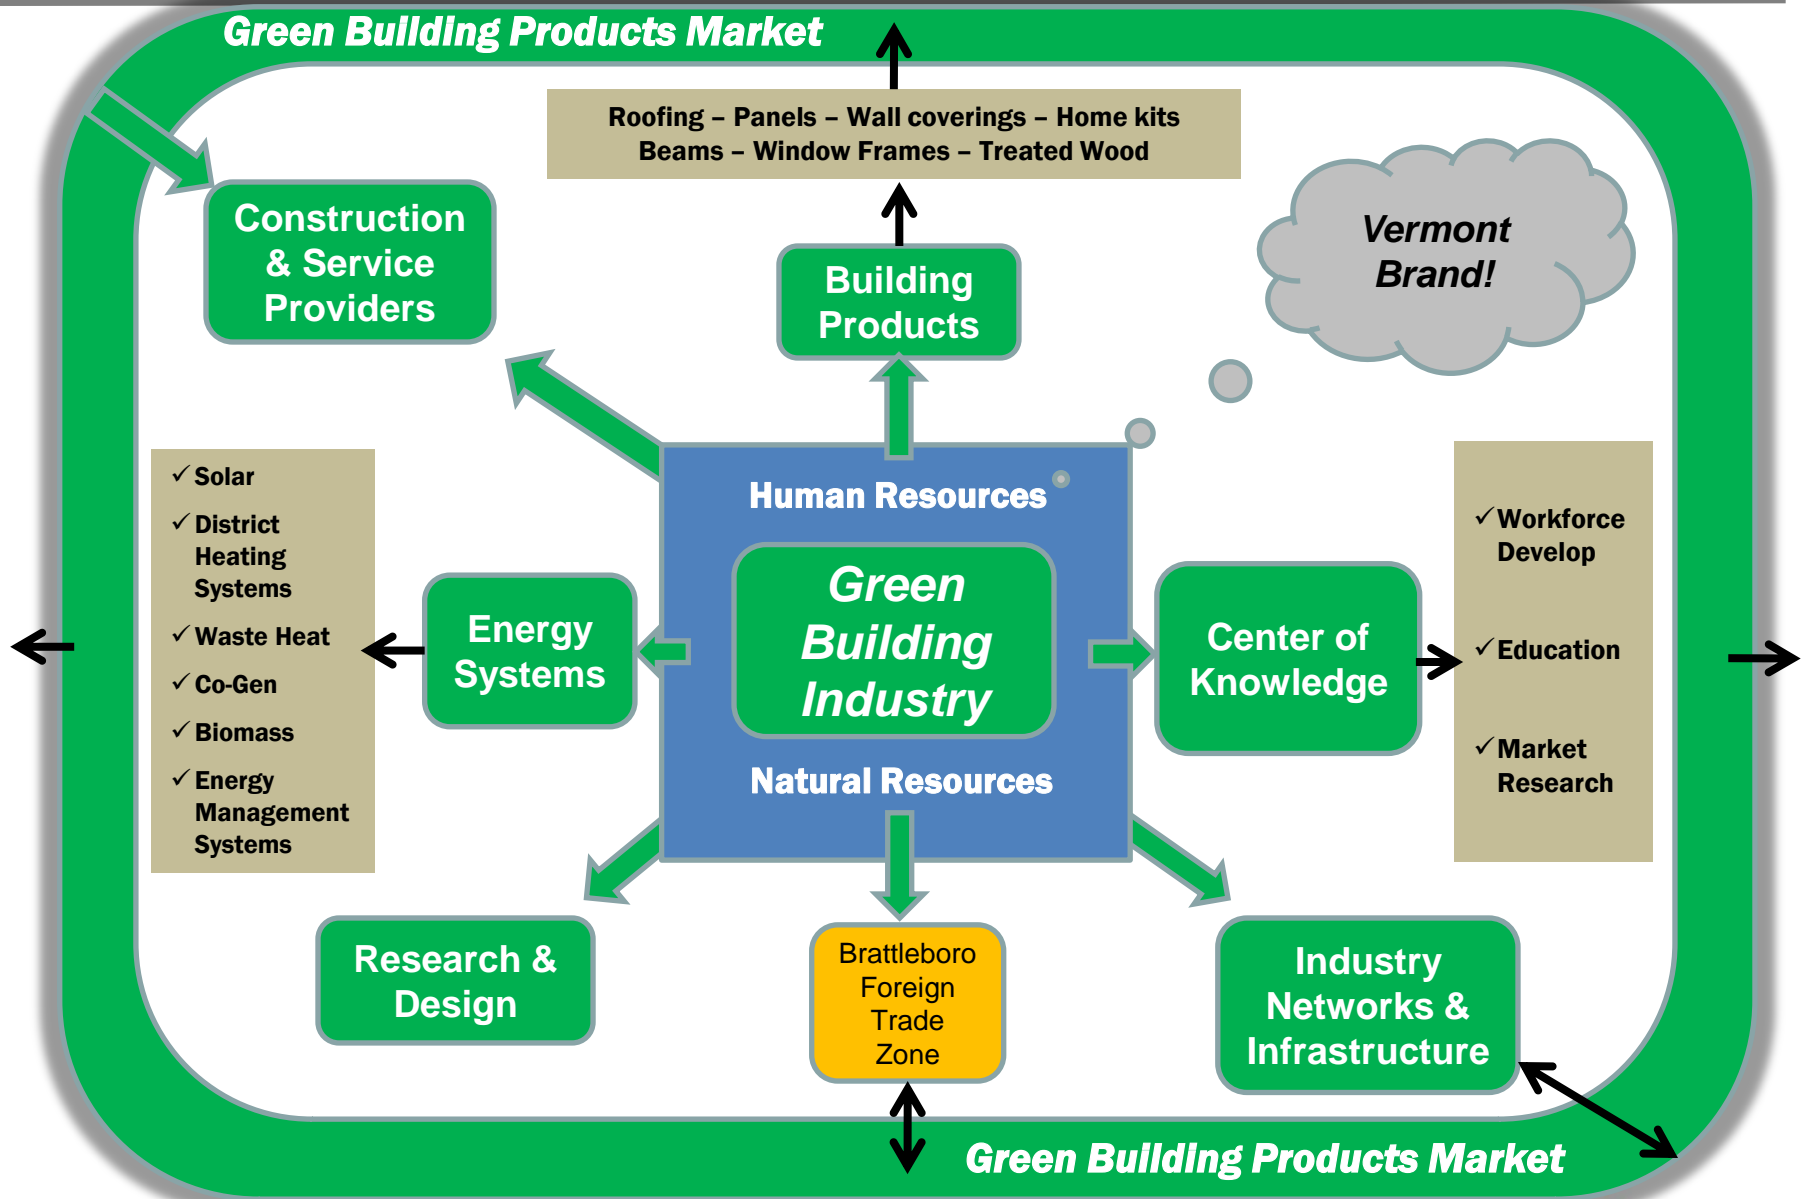 Green Building Products Market
Roofing – Panels – Wall coverings – Home kits
Beams – Window Frames – Treated Wood
Construction
& Service
Providers
Building
Products
Vermont
Brand!
✓ Solar
✓ District
Heating
Systems
✓ Waste Heat
✓ Co-Gen
✓ Biomass
✓ Energy
Management
Systems
Energy
Systems
Human Resources
Green
Building
Industry
Natural Resources
Center of
Knowledge
✓ Workforce
Develop
✓ Education
✓ Market
Research
Research &
Design
Brattleboro
Foreign
Trade
Zone
Industry
Networks &
Infrastructure
Green Building Products Market